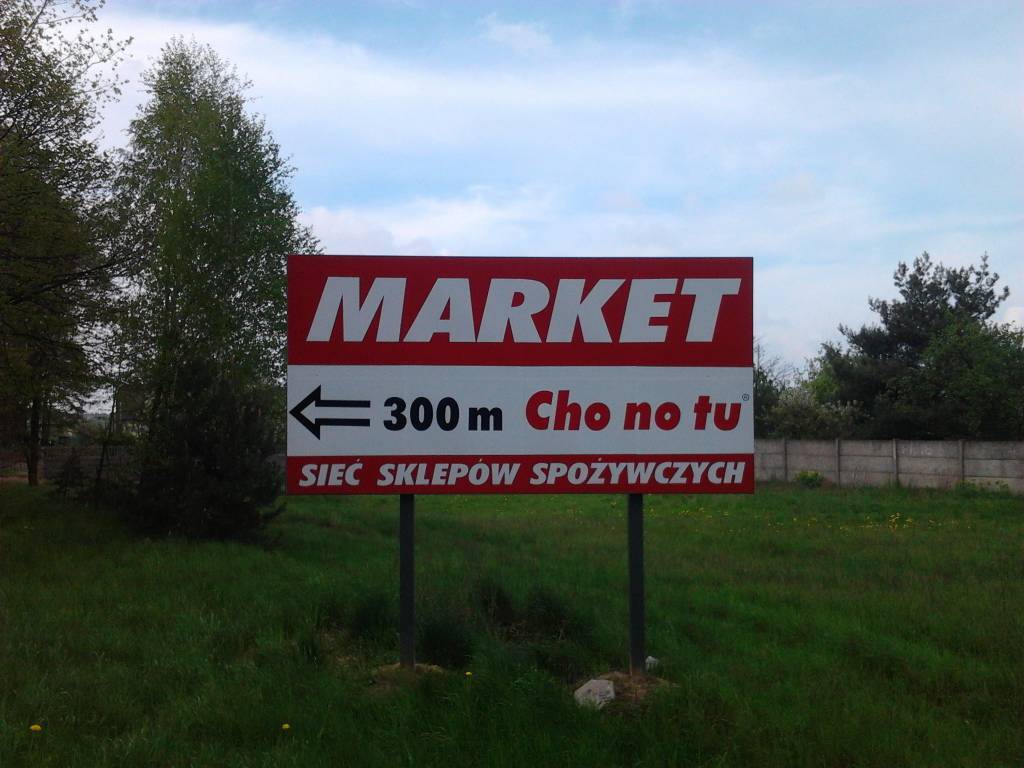 MARKET
300 m Cho no tu®
SIEĆ SKLEPÓW SPOŻYWCZYCH